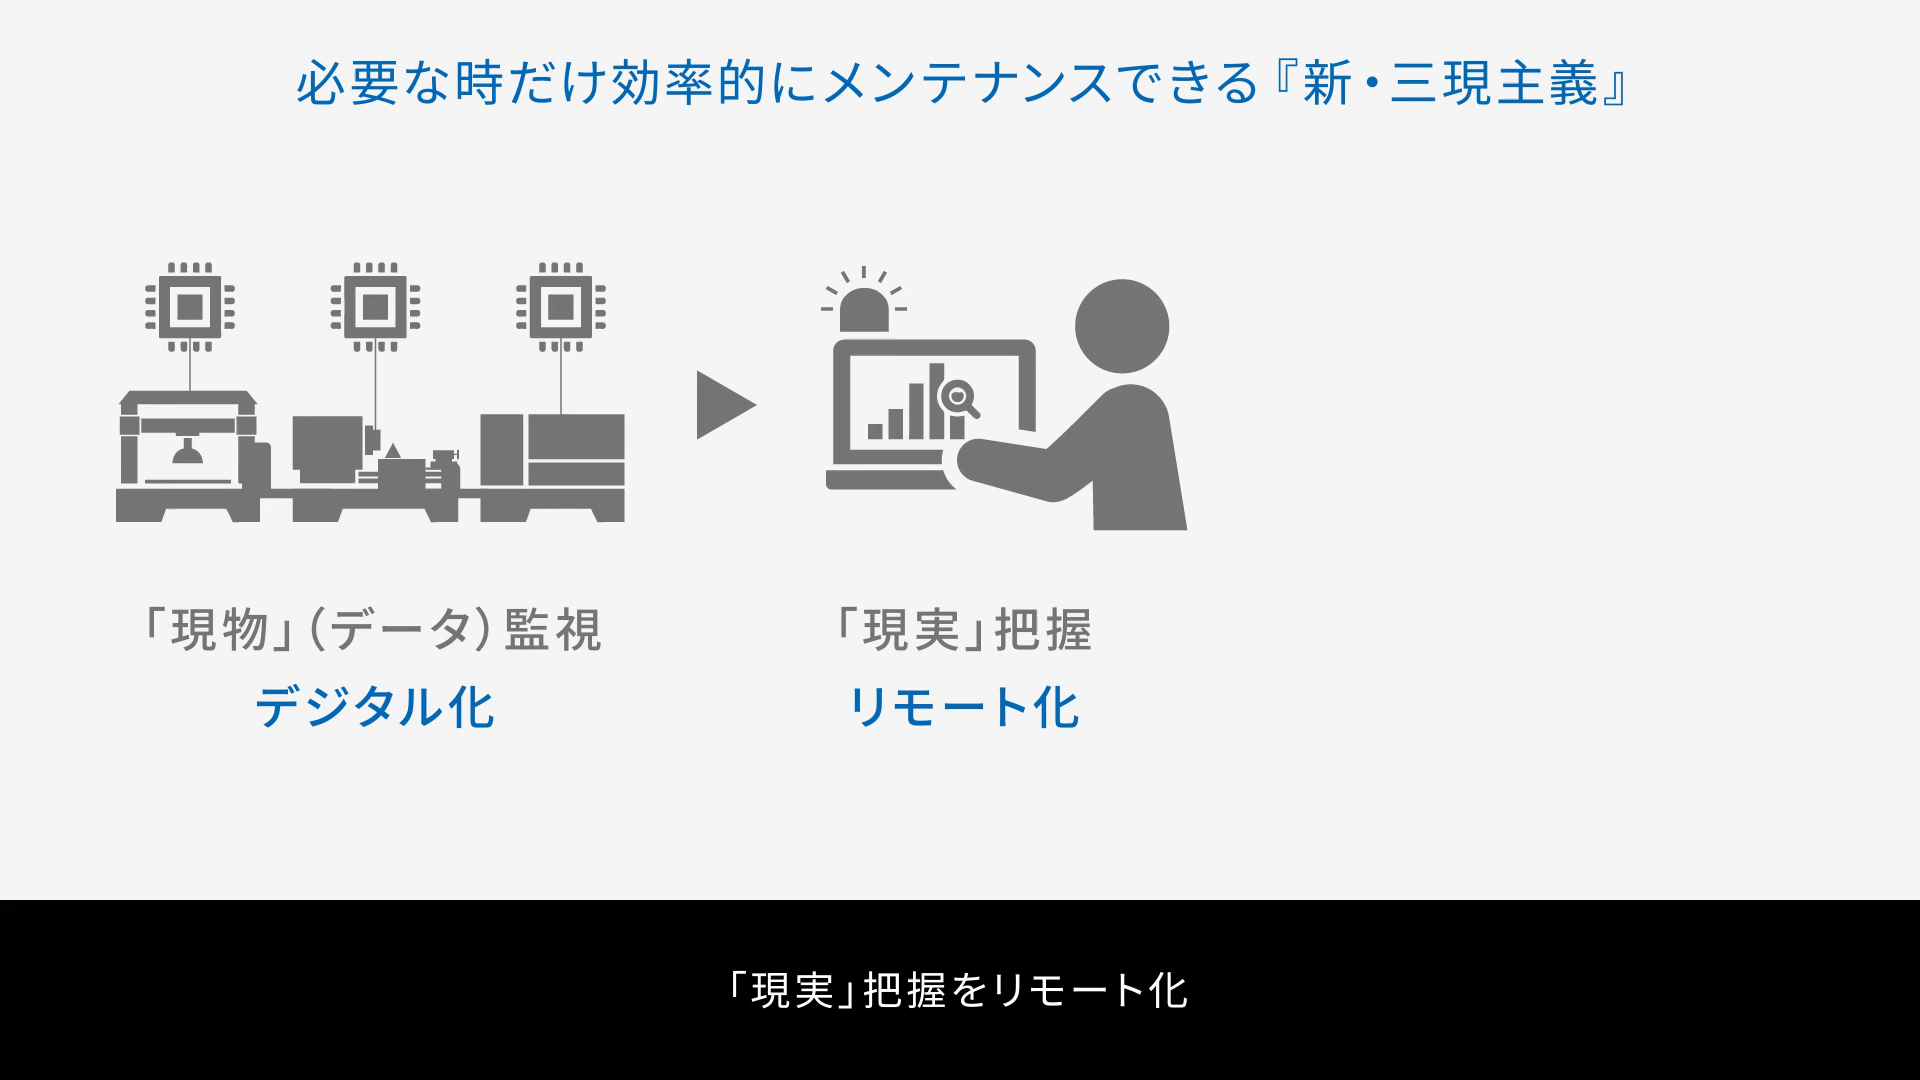 必要な時だけ効率的にメンテナンスできる『新・三現主義』
「現物」（データ）監視
デジタル化
「現実」把握
リモート化
「現実」把握をリモート化